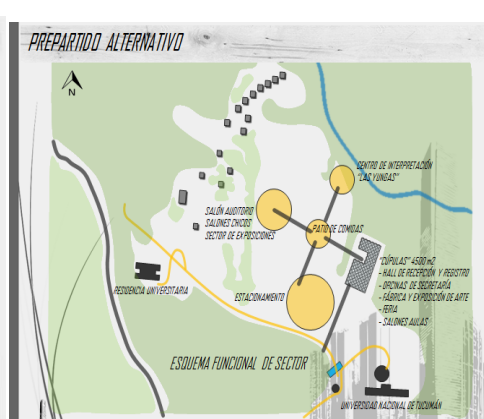 PREPARTIDO ALTERNATIVO
N
CENTRO DE INTERPRETACIÓN
"LAS YUNGAS"
SALÓN AUDITORIO
SALONES CHICOS
SECTOR DE EXPOSICIONES
PATIO DE COMIDAS
"CÚPULAS" 4500 m2
- HALL DE RECEPCIÓN Y REGISTRO
- OFICINAS DE SECRETARÍA
- FÁBRICA Y EXPOSICIÓN DE ARTE
- FERIA
- SALONES AULAS
RESIDENCIA UNIVERSITARIA
ESTACIONAMIENTO
ESQUEMA FUNCIONAL DE SECTOR
UNIVERSIDAD NACIONAL DE TUCUMÁN